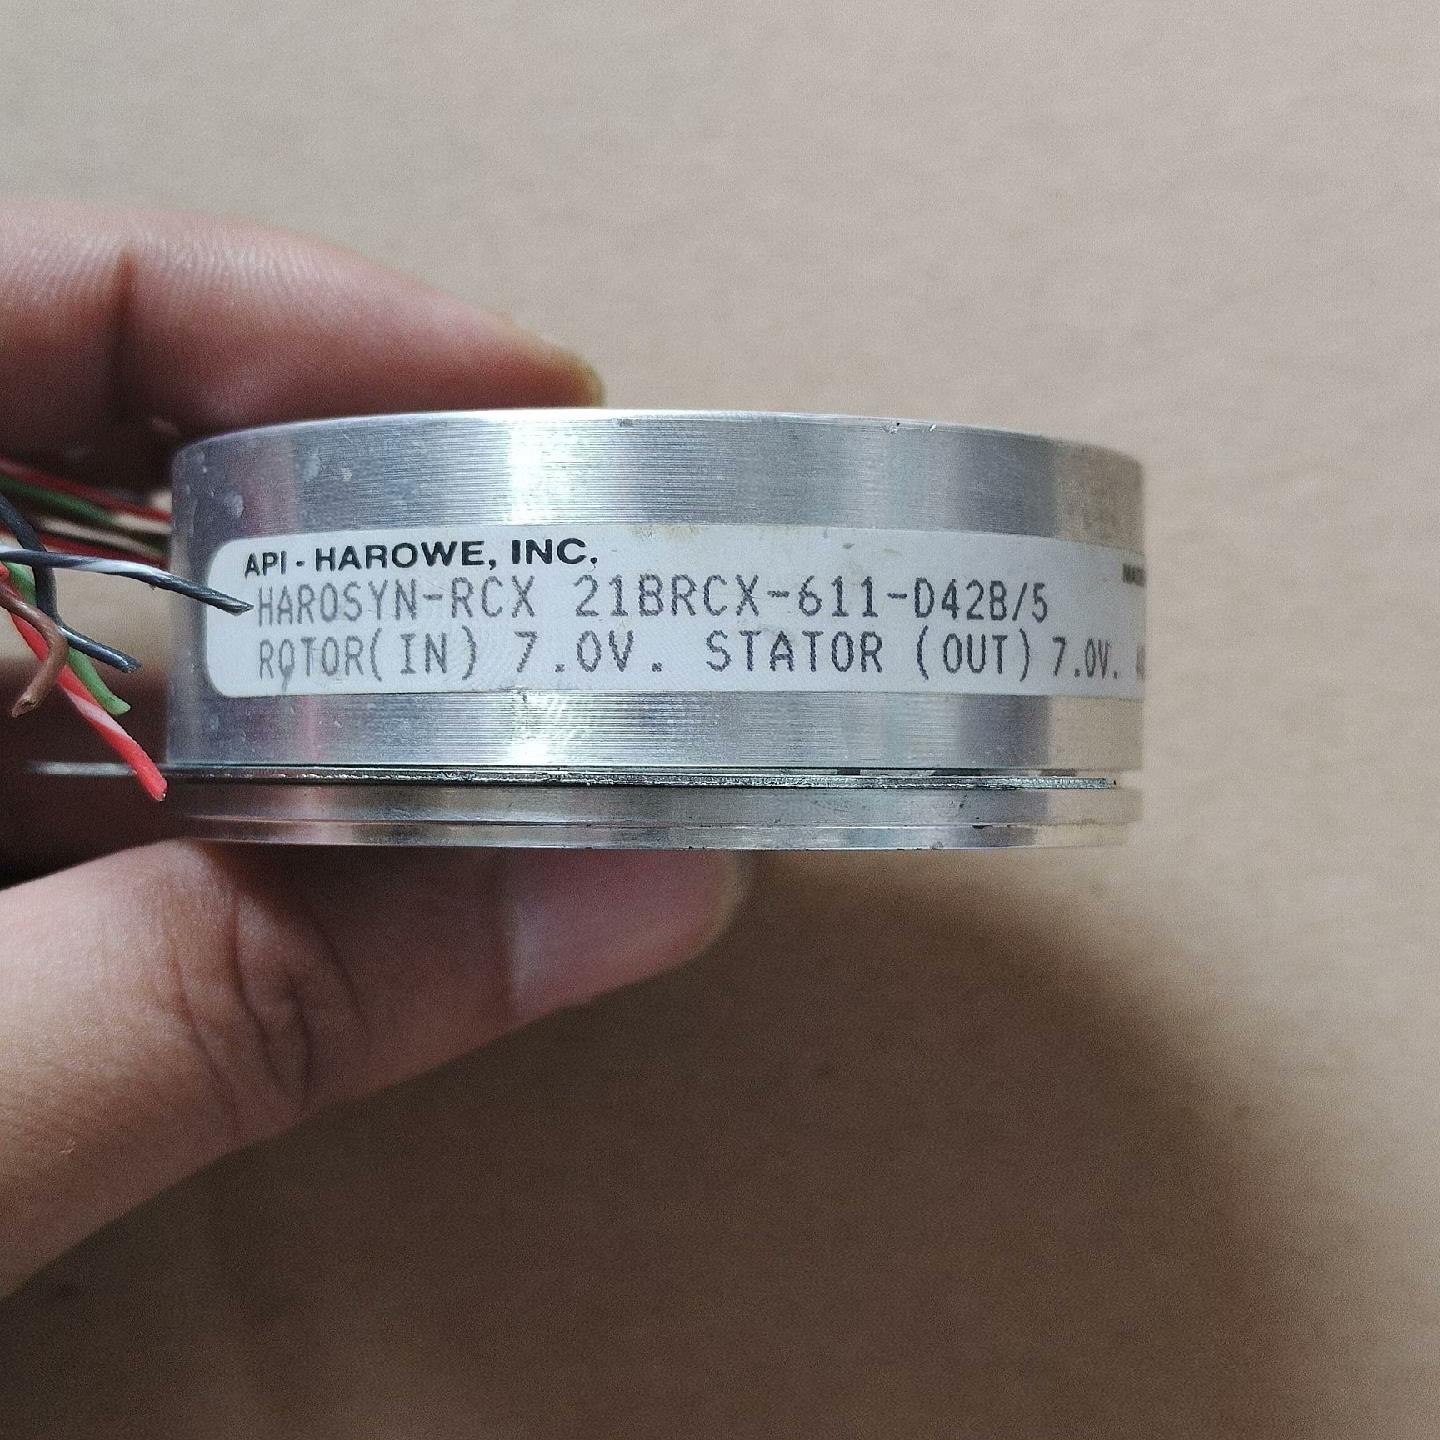 API - HAROWE, INC.
HAROSYN-RCX 21BRCX-611-D42B/5
ROTOR(IN) 7.0V. STATOR (OUT) 7.0V.